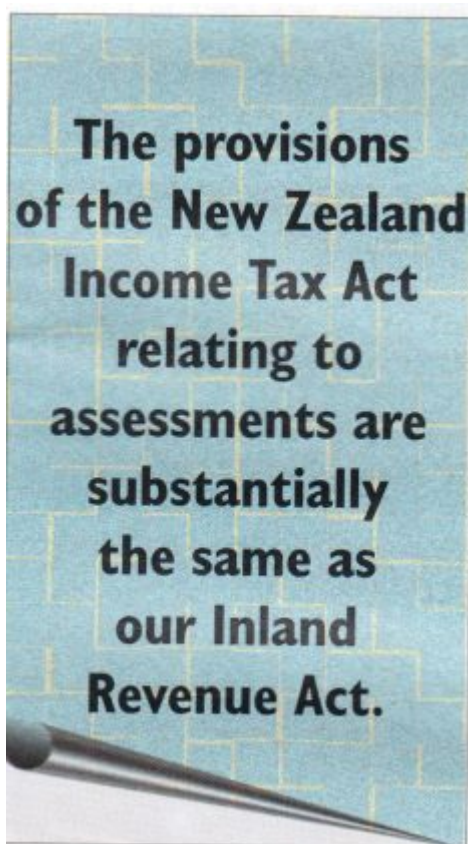 The provisions
of the New Zealand
Income Tax Act
relating to
assessments are
substantially
the same as
our Inland
Revenue Act.